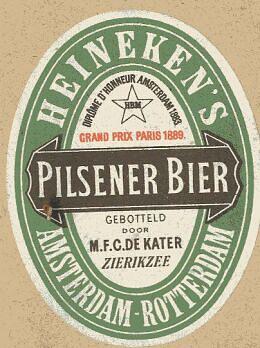 HEINEKEN'S
DIPLÔME D'HONNEUR AMSTERDAM 1883
HBM
GRAND PRIX PARIS 1889.
PILSENER BIER
GEBOTTELD
DOOR
M.F.C. DE KATER
ZIERIKZEE
AMSTERDAM-ROTTERDAM